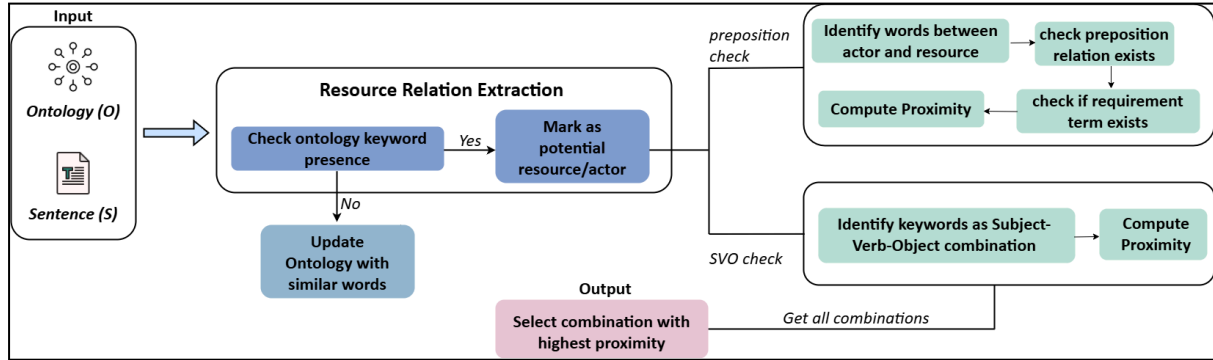 Input
Ontology (O)
Sentence (S)
Resource Relation Extraction
Check ontology keyword
presence
Yes
Mark as
potential
resource/actor
No
Update
Ontology with
similar words
preposition
check
Identify words between
actor and resource
check preposition
relation exists
check if requirement
term exists
Compute Proximity
SVO check
Identify keywords as Subject-
Verb-Object combination
Compute
Proximity
Get all combinations
Output
Select combination with
highest proximity